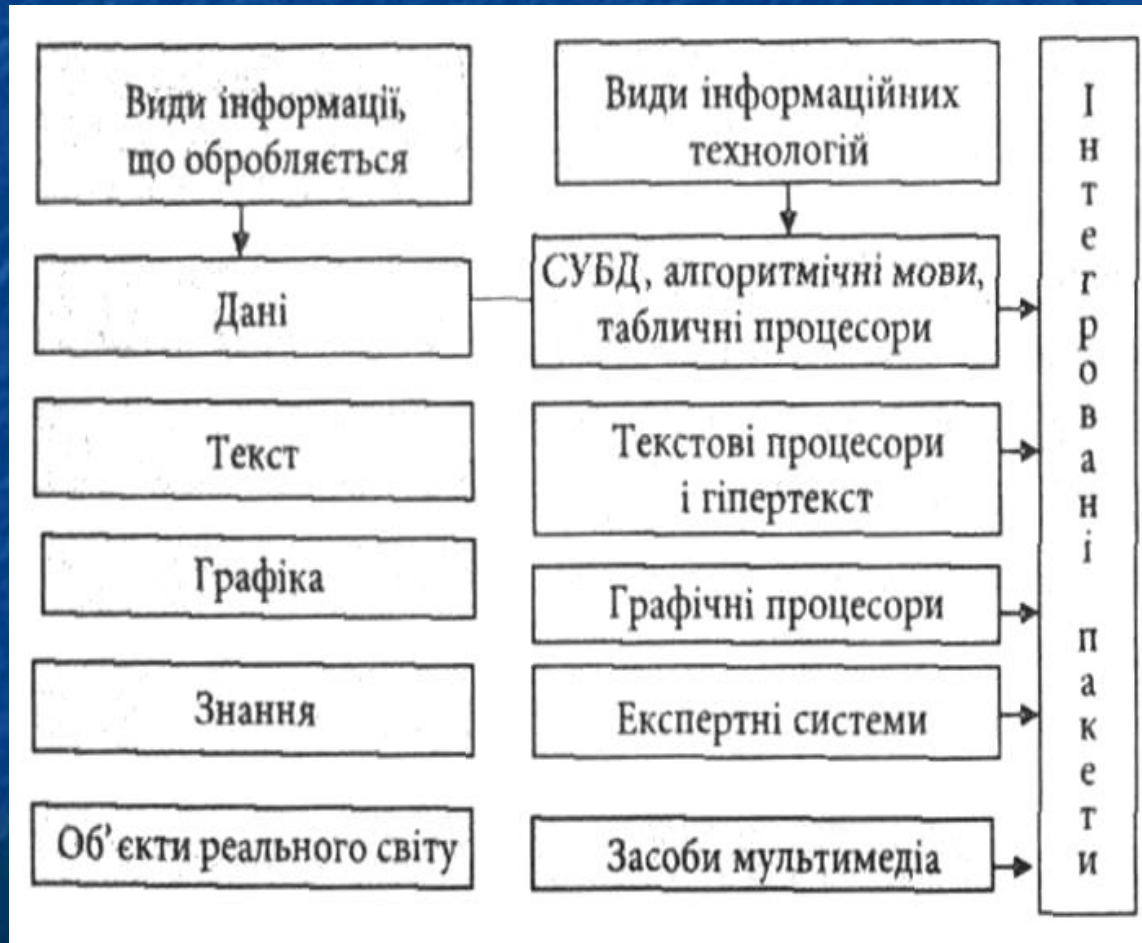 Види інформації,
що обробляється
Види інформаційних
технологій
Дані
СУБД, алгоритмічні мови,
табличні процесори
Текст
Текстові процесори
і гіпертекст
Графіка
Графічні процесори
Знання
Експертні системи
Об'єкти реального світу
Засоби мультимедіа
Інтегровані пакети